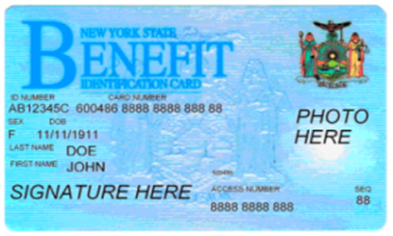 NEW YORK STATE
BENEFIT
IDENTIFICATION CARD
ID NUMBER CARD NUMBER
AB12345C 600486 8888 8888 888 88
SEX DOB
F 11/11/1911
LAST NAME DOE
FIRST NAME JOHN
PHOTO
HERE
SIGNATURE HERE
ACCESS NUMBER SEQ
8888 8888 888 88